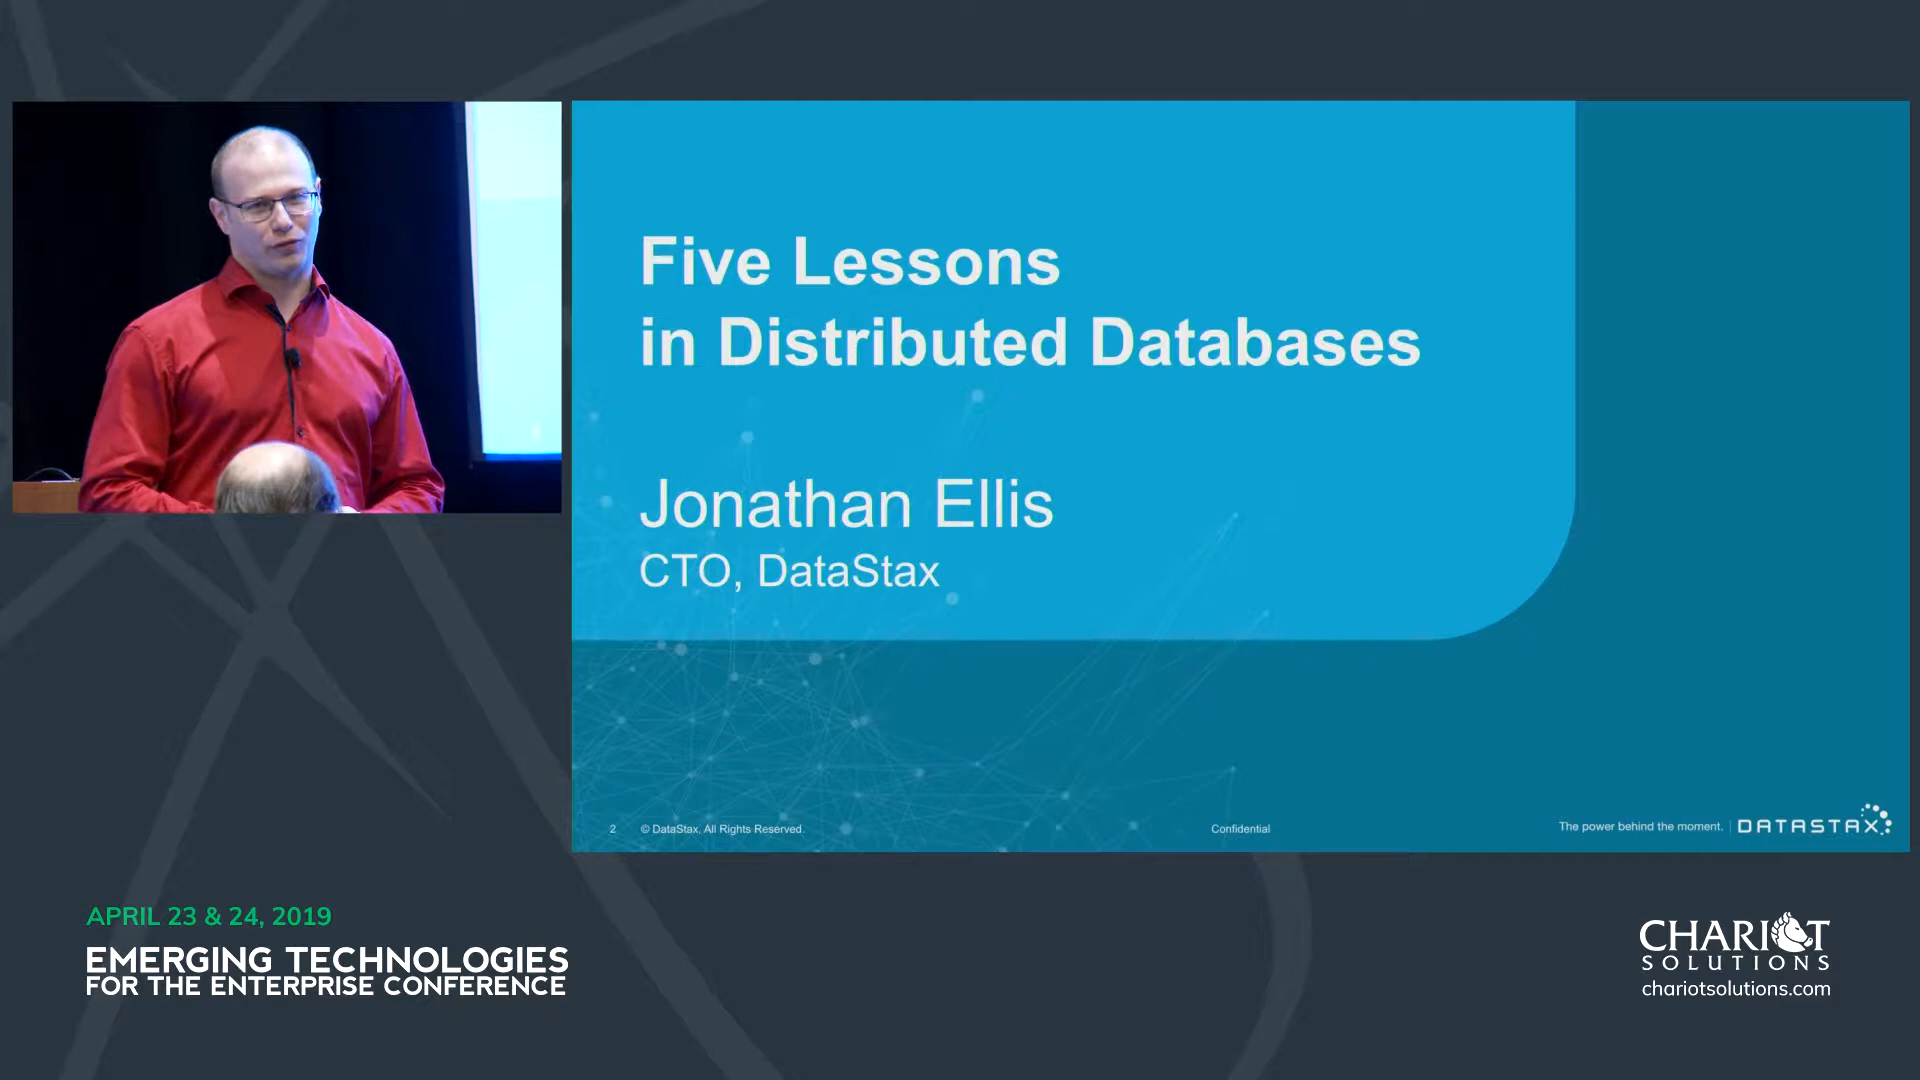 Five Lessons
in Distributed Databases
Jonathan Ellis
CTO, DataStax
2 © DataStax, All Rights Reserved. Confidential The power behind the moment. DATASTAX
APRIL 23 & 24, 2019
EMERGING TECHNOLOGIES
FOR THE ENTERPRISE CONFERENCE
CHARIOT
SOLUTIONS
chariotsolutions.com